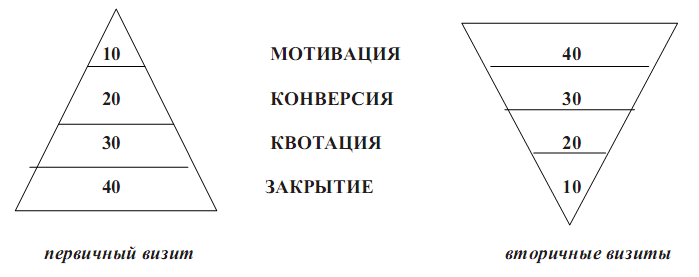 10 МОТИВАЦИЯ 40
20 КОНВЕРСИЯ 30
30 КВОТАЦИЯ 20
40 ЗАКРЫТИЕ 10
первичный визит вторичные визиты